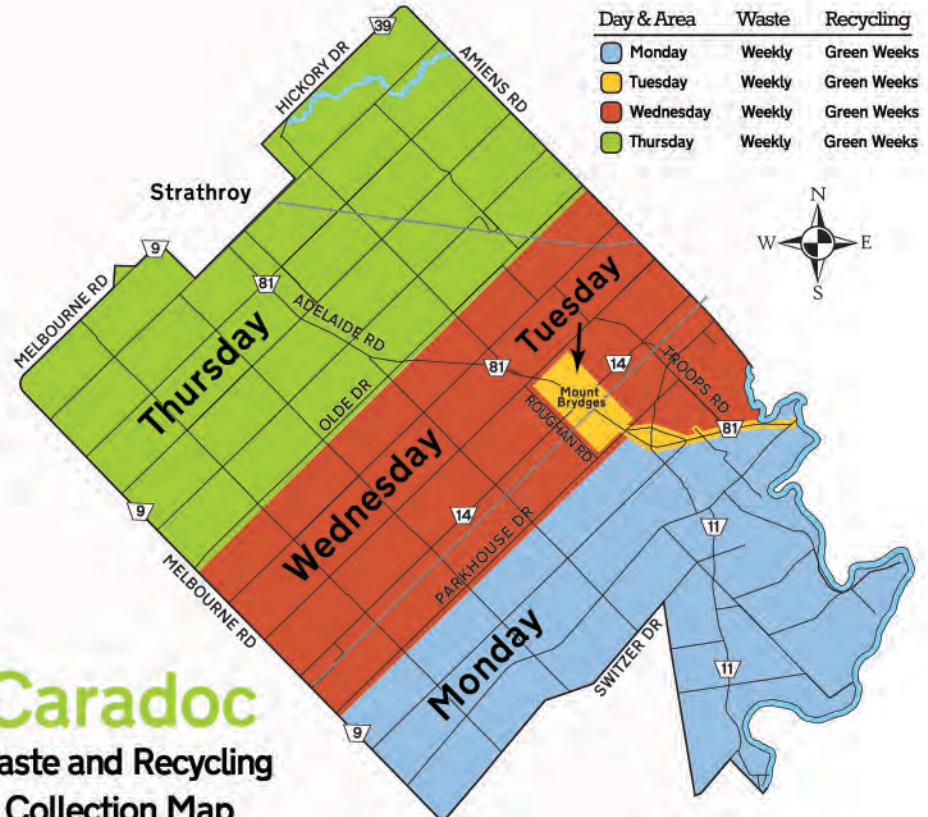 Day & Area Waste Recycling
Monday Weekly Green Weeks
Tuesday Weekly Green Weeks
Wednesday Weekly Green Weeks
Thursday Weekly Green Weeks
N
W E
S
39
HICKORY DR
AMIENS RD
Strathroy
9
MELBOURNE RD
81
ADELAIDE RD
Thursday
OLDE DR
Tuesday
81
14
TROOPS RD
Mount
Brydges
ROUGHAN RD
81
Wednesday
9
14
MELBOURNE RD
PARKHOUSE DR
11
Monday
SWITZER DR
11
9
Caradoc
aste and Recycling
Collection Map